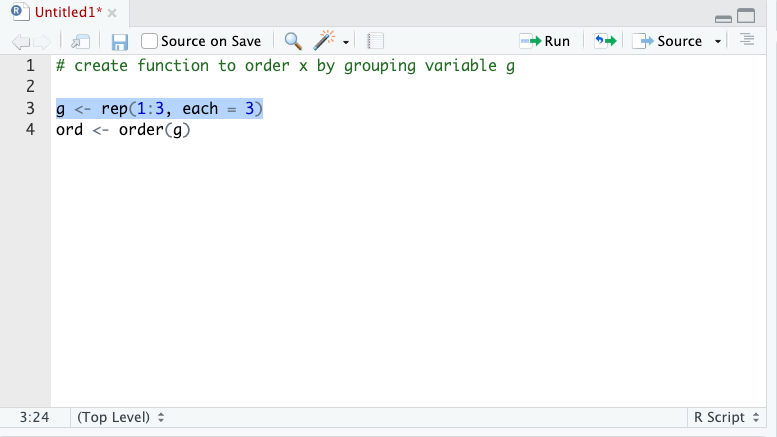 Untitled1*
Source on Save
Run
Source
1 # create function to order x by grouping variable g
2
3 g <- rep(1:3, each = 3)
4 ord <- order(g)
3:24 (Top Level) R Script